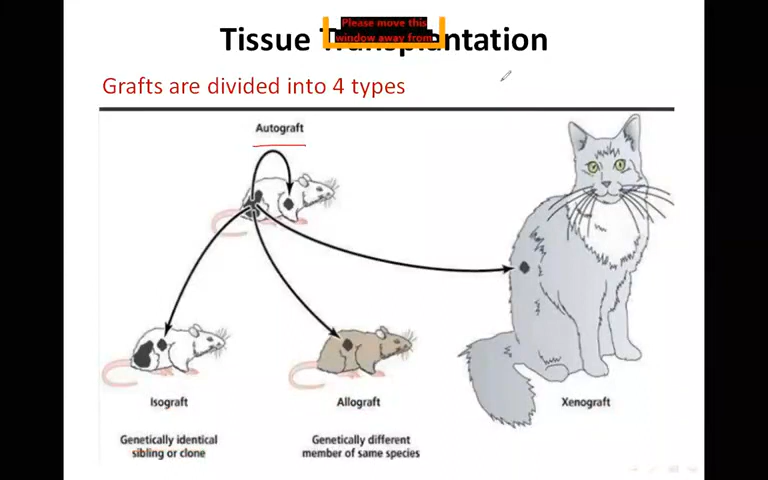 Tissue Transplantation
Please move this
window away from
Grafts are divided into 4 types
Autograft
Isograft
Allograft
Xenograft
Genetically identical
sibling or clone
Genetically different
member of same species